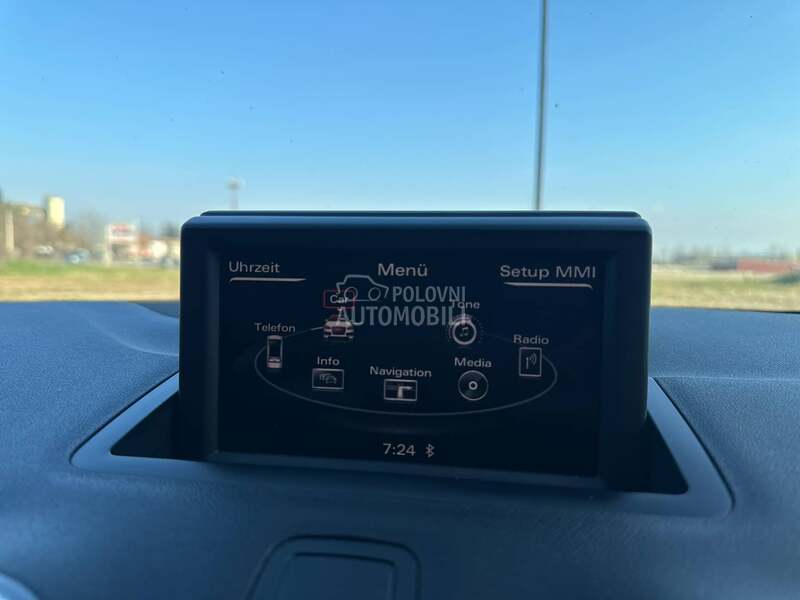 Uhrzeit
Menü
Setup MMI
Car
POLOVNI
AUTOMOBILI
Tone
Telefon
Radio
Info
Navigation
Media
7:24